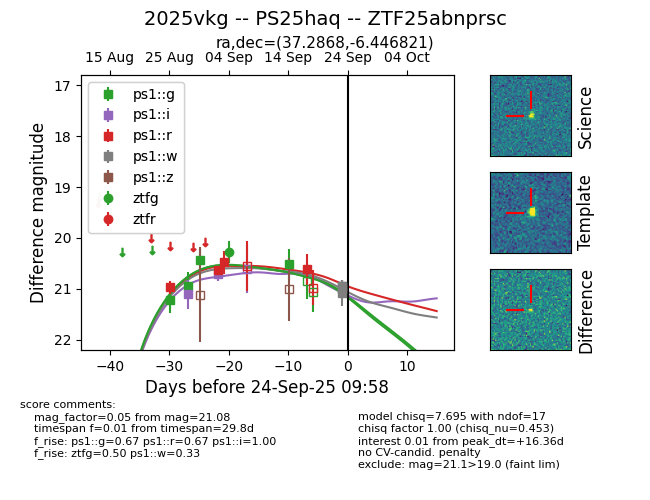 2025vkg -- PS25haq -- ZTF25abnprsc
ra,dec=(37.2868,-6.446821)
15 Aug 25 Aug 04 Sep 14 Sep 24 Sep 04 Oct
17
18
19
20
21
22
Difference magnitude
ps1::g
ps1::i
ps1::r
ps1::w
ps1::z
ztfg
ztfr
−40 −30 −20 −10 0 10
Days before 24-Sep-25 09:58
Science
Template
Difference
score comments:
mag_factor=0.05 from mag=21.08
timespan f=0.01 from timespan=29.8d
f_rise: ps1::g=0.67 ps1::r=0.67 ps1::i=1.00
f_rise: ztfg=0.50 ps1::w=0.33
model chisq=7.695 with ndof=17
chisq factor 1.00 (chisq_nu=0.453)
interest 0.01 from peak_dt=+16.36d
no CV-candid. penalty
exclude: mag=21.1>19.0 (faint lim)